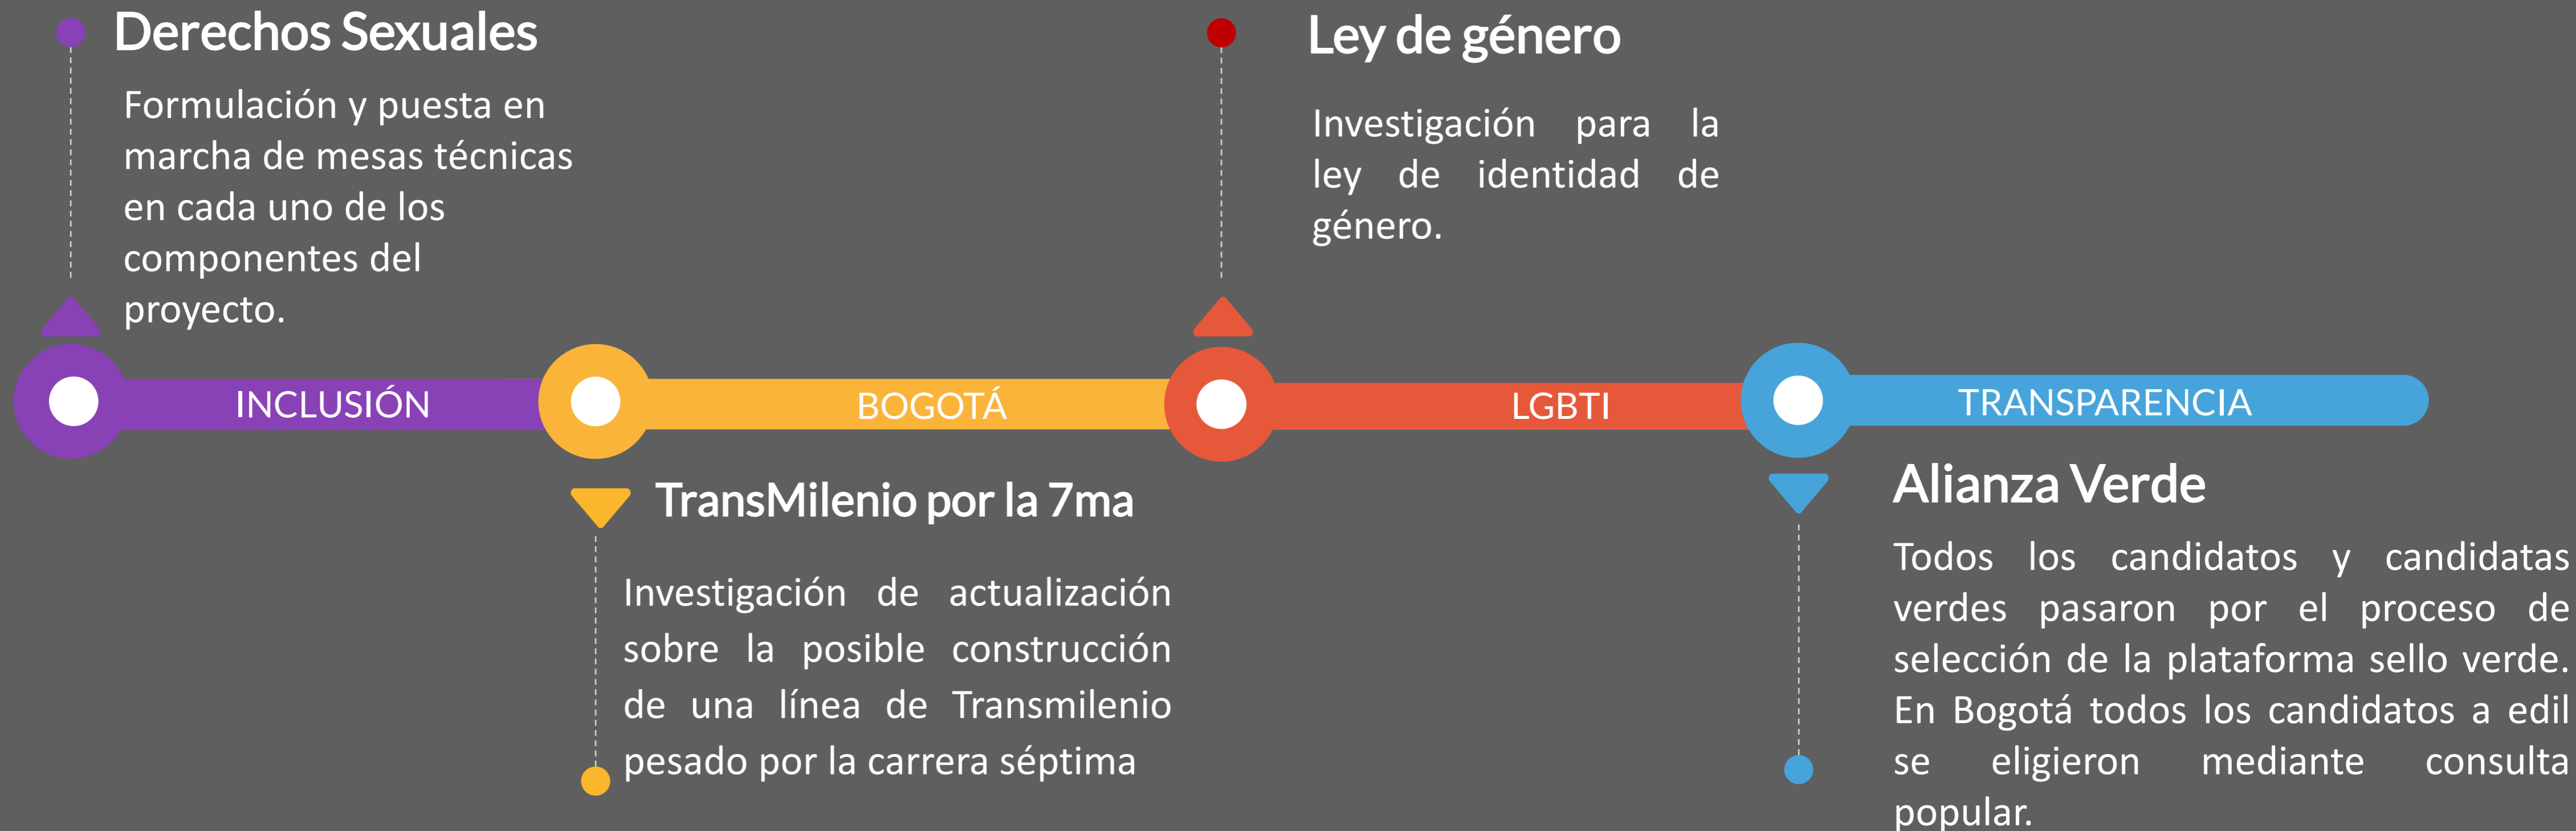 Derechos Sexuales
Formulación y puesta en
marcha de mesas técnicas
en cada uno de los
componentes del
proyecto.
Ley de género
Investigación para la
ley de identidad de
género.
INCLUSIÓN
BOGOTÁ
LGBTI
TRANSPARENCIA
TransMilenio por la 7ma
Investigación de actualización
sobre la posible construcción
de una línea de Transmilenio
pesado por la carrera séptima
Alianza Verde
Todos los candidatos y candidatas
verdes pasaron por el proceso de
selección de la plataforma sello verde.
En Bogotá todos los candidatos a edil
se eligieron mediante consulta
popular.